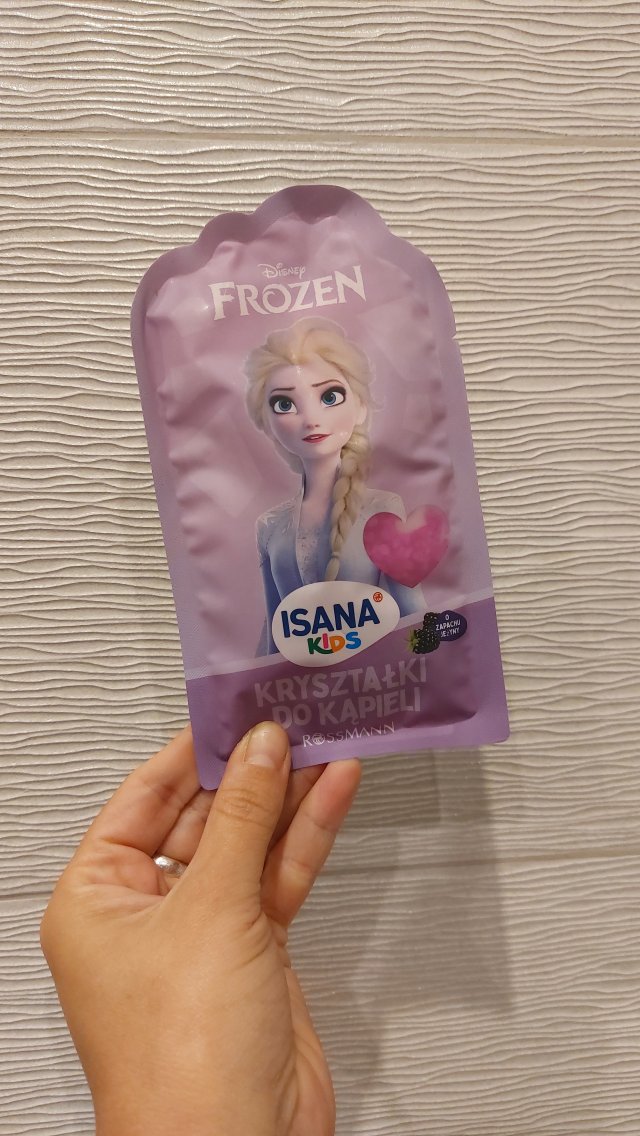 Disney
FROZEN
ISANA
KIDS
O
ZAPACHU
JEŻYNY
KRYSZTAŁKI
DO KĄPIELI
ROSSMANN